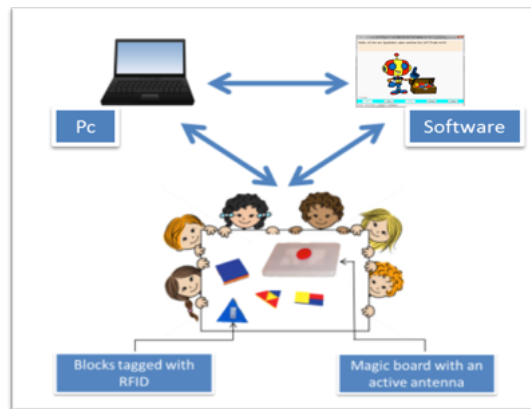 Pc
Software
Blocks tagged with
RFID
Magic board with an
active antenna